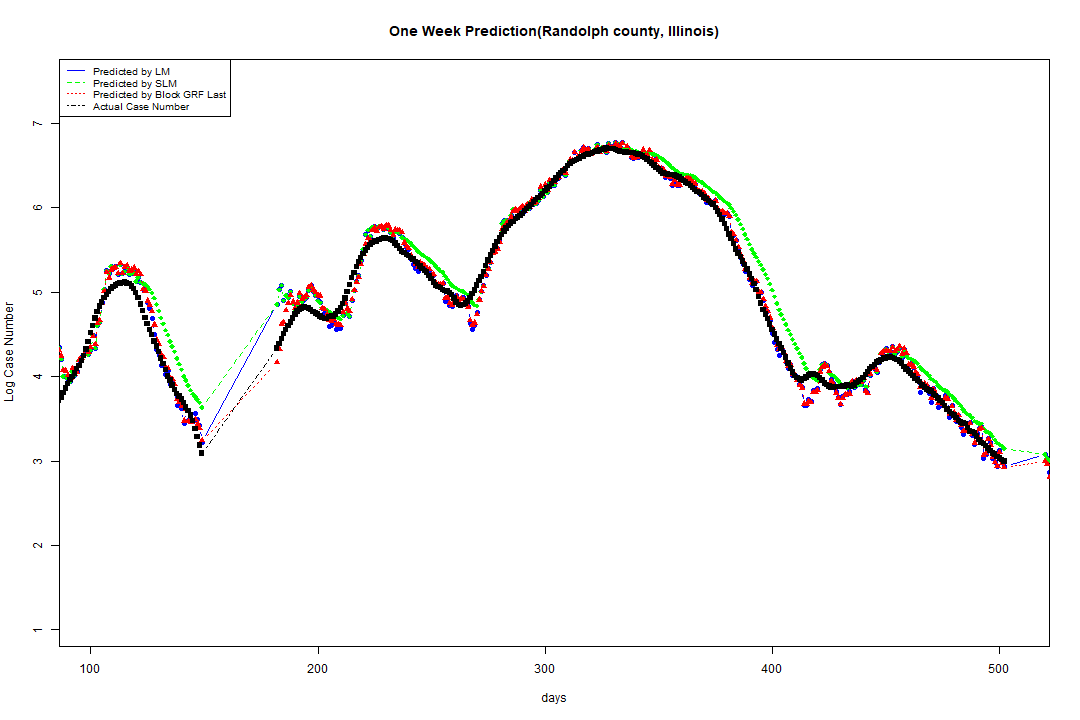 One Week Prediction(Randolph county, Illinois)
Predicted by LM
Predicted by SLM
Predicted by Block GRF Last
Actual Case Number
7
6
5
4
3
2
1
Log Case Number
100 200 300 400 500
days